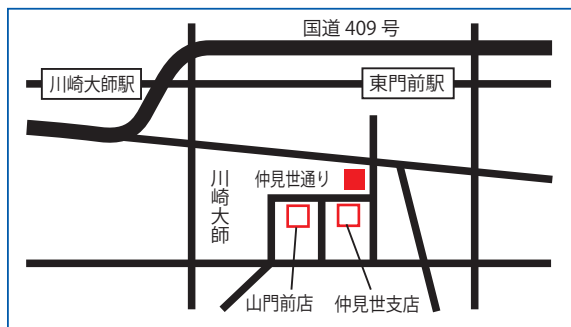 国道 409 号
川崎大師駅
東門前駅
仲見世通り
川崎大師
山門前店
仲見世支店